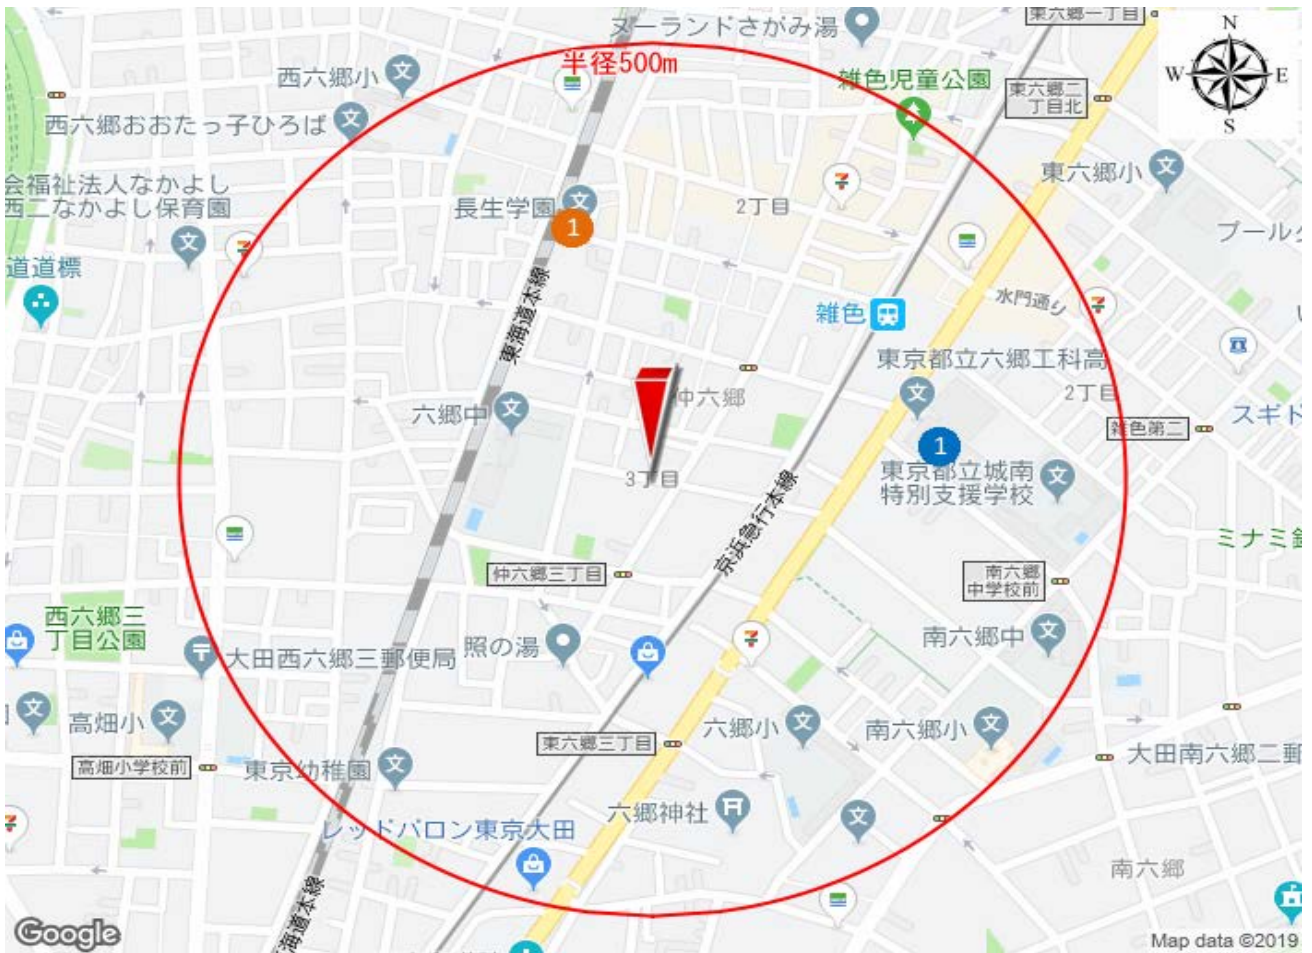 東六郷一丁目
ヌーランドさがみ湯
N
半径500m
西六郷小
雑色児童公園
W
E
東六郷二
丁目北
西六郷おおたっ子ひろば
S
東六郷小
会福祉法人なかよし
西二なかよし保育園
長生学園
2丁目
1
プール
道道標
水門通り
雑色
東海道本線
東京都立六郷工科高
仲六郷
2丁目
六郷中
スギド
雑色第二
1
東京都立城南
特別支援学校
3丁目
京浜急行本線
ミナミ
仲六郷三丁目
南六郷
中学校前
西六郷三
丁目公園
南六郷中
照の湯
大田西六郷三郵便局
高畑小
六郷小
南六郷小
東六郷三丁目
大田南六郷二郵
高畑小学校前
東京幼稚園
六郷神社
レッドバロン東京大田
南六郷
海道本線
Google
Map data ©2019